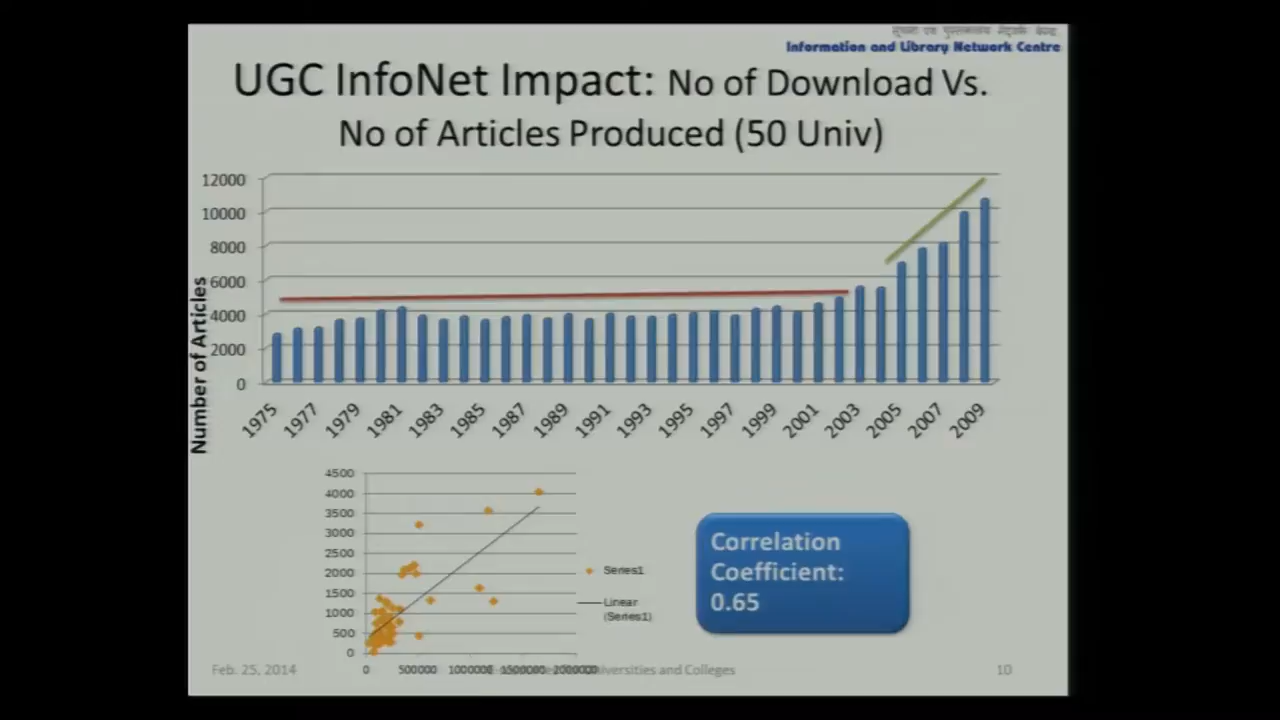 Information and Library Network Centre
UGC InfoNet Impact: No of Download Vs.
No of Articles Produced (50 Univ)
Number of Articles
12000
10000
8000
6000
4000
2000
0
1975 1977 1979 1981 1983 1985 1987 1989 1991 1993 1995 1997 1999 2001 2003 2005 2007 2009
4500
4000
3500
3000
2500
2000
1500
1000
500
0
0 500000 1000000 1500000 2000000
Series1
Linear
(Series1)
Correlation
Coefficient:
0.65
Feb. 25, 2014
Universities and Colleges
10